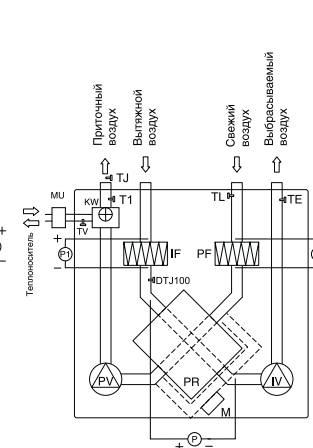 Приточный
воздух
Вытяжной
воздух
Свежий
воздух
Выбрасываемый
воздух
TJ
MU
KW
T1
TL
TE
TV
+
+
P1
−
Теплоноситель
IF
PF
DTJ100
PV
PR
IV
M
P
+ −